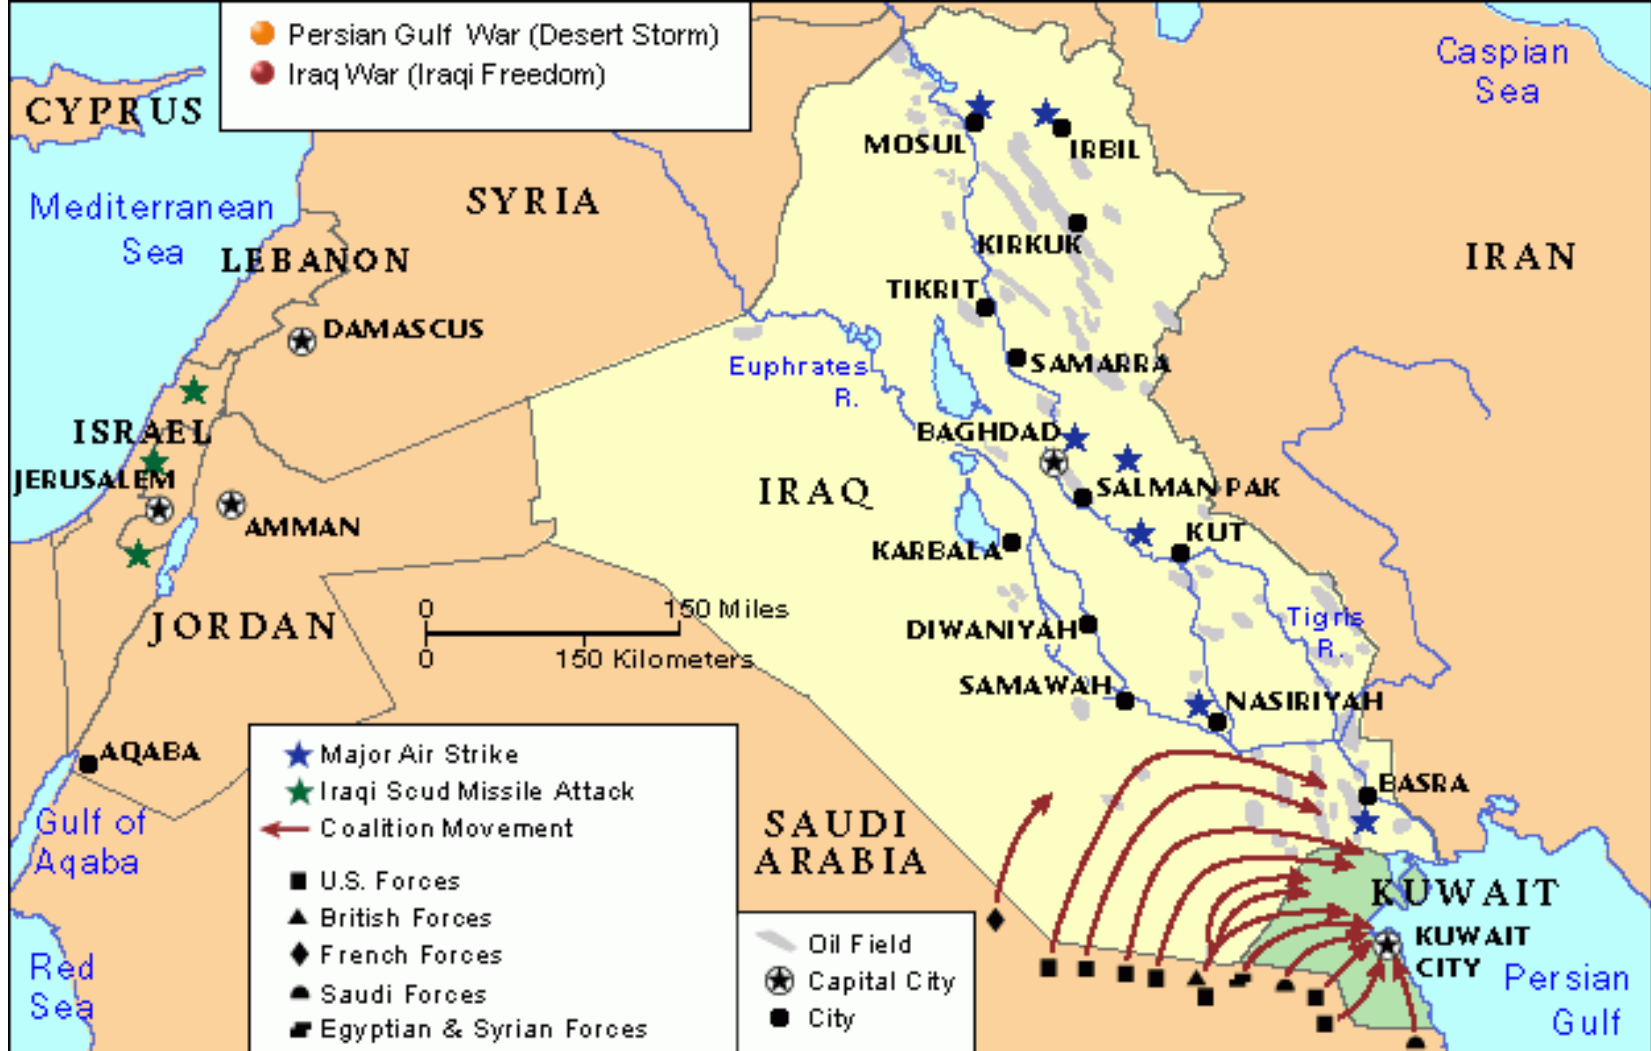 Persian Gulf War (Desert Storm)
Iraq War (Iraqi Freedom)
Caspian
Sea
CYPRUS
MOSUL
IRBIL
SYRIA
Mediterranean
Sea
LEBANON
KIRKUK
IRAN
TIKRIT
DAMASCUS
SAMARRA
Euphrates
R.
ISRAEL
BAGHDAD
JERUSALEM
IRAQ
SALMAN PAK
AMMAN
KUT
KARBALA
0
150 Miles
0
150 Kilometers
JORDAN
DIWANIYAH
Tigris
R.
SAMAWAH
NASIRIYAH
AQABA
Major Air Strike
Iraqi Scud Missile Attack
Coalition Movement
U.S. Forces
British Forces
French Forces
Saudi Forces
Egyptian & Syrian Forces
BASRA
Gulf of
Aqaba
SAUDI
ARABIA
KUWAIT
KUWAIT
CITY
Oil Field
Capital City
City
Red
Sea
Persian
Gulf